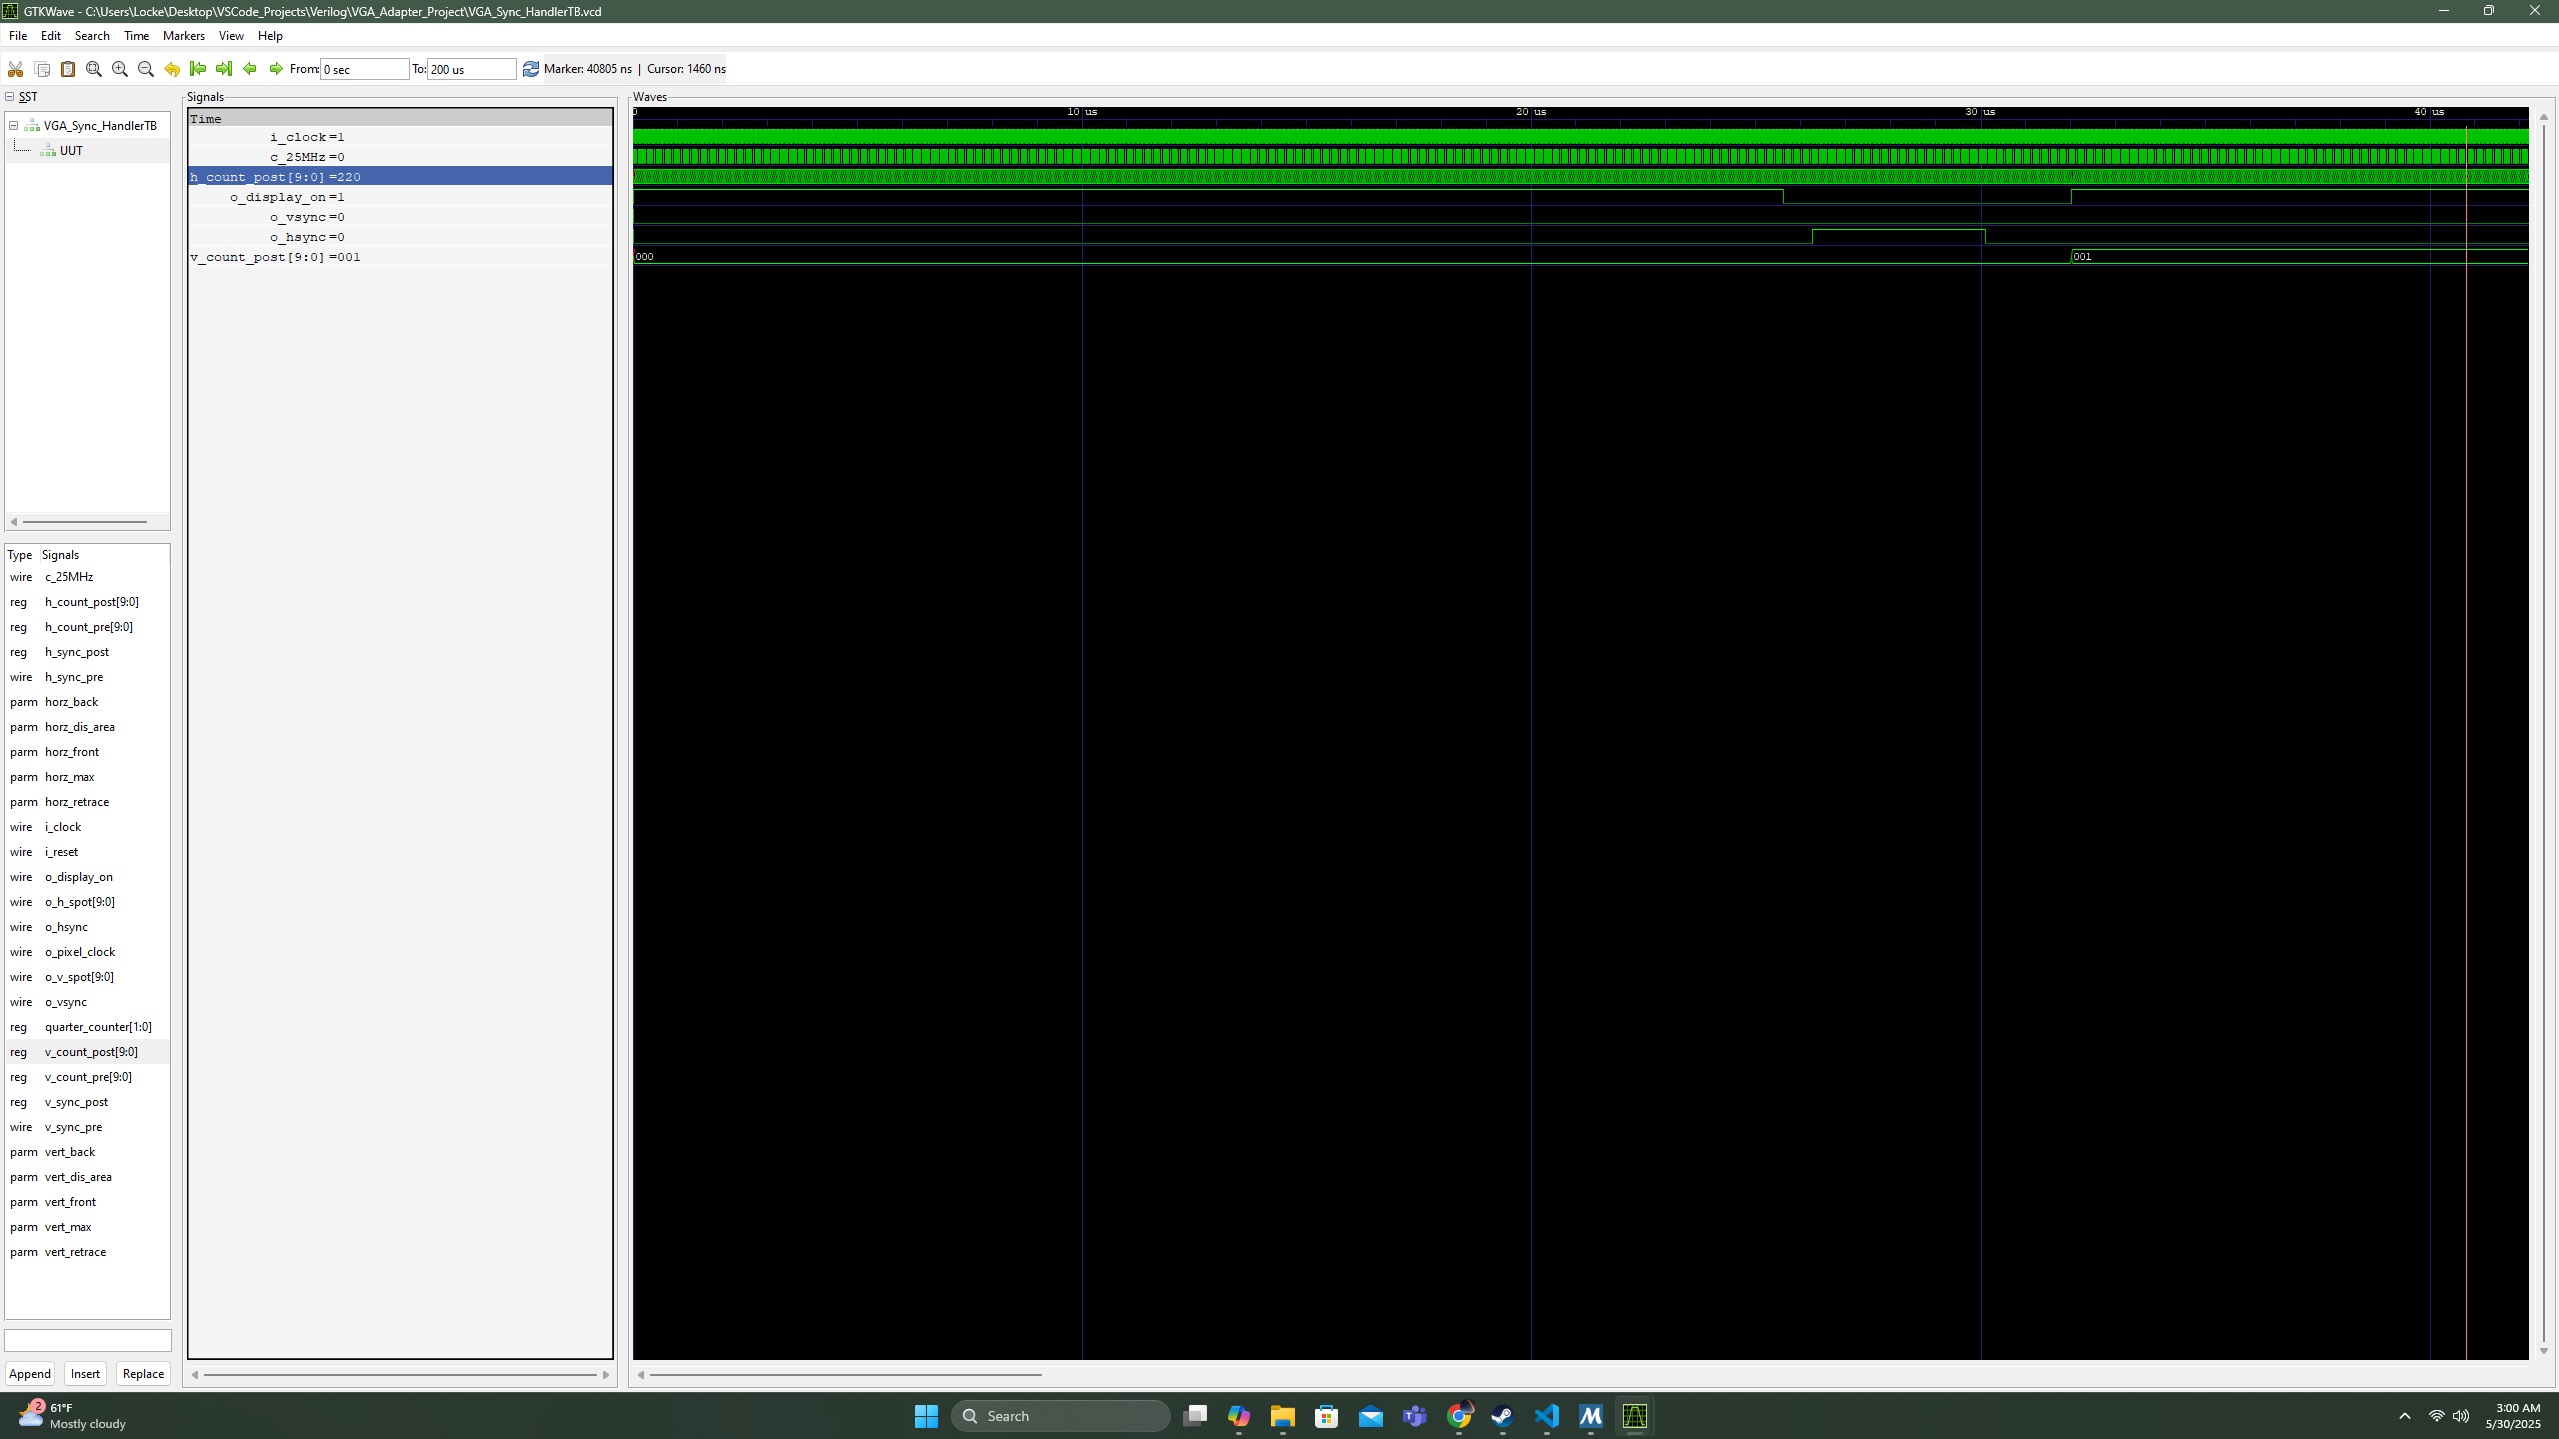 GTKWave - C:\Users\Locke\Desktop\VSCode_Projects\Verilog\VGA_Adapter_Project\VGA_Sync_HandlerTB.vcd
File Edit Search Time Markers View Help
From: 0 sec To: 200 us Marker: 40805 ns | Cursor: 1460 ns
SST
VGA_Sync_HandlerTB
UUT
Type Signals
wire c_25MHz
reg h_count_post[9:0]
reg h_count_pre[9:0]
reg h_sync_post
wire h_sync_pre
parm horz_back
parm horz_dis_area
parm horz_front
parm horz_max
parm horz_retrace
wire i_clock
wire i_reset
wire o_display_on
wire o_h_spot[9:0]
wire o_hsync
wire o_pixel_clock
wire o_v_spot[9:0]
wire o_vsync
reg quarter_counter[1:0]
reg v_count_post[9:0]
reg v_count_pre[9:0]
reg v_sync_post
wire v_sync_pre
parm vert_back
parm vert_dis_area
parm vert_front
parm vert_max
parm vert_retrace
Append Insert Replace
Signals
Time
i_clock=1
c_25MHz=0
h_count_post[9:0]=220
o_display_on=1
o_vsync=0
o_hsync=0
v_count_post[9:0]=001
Waves
0 10 us 20 us 30 us 40 us
000 001
2
61°F
Mostly cloudy
Search
3:00 AM
5/30/2025